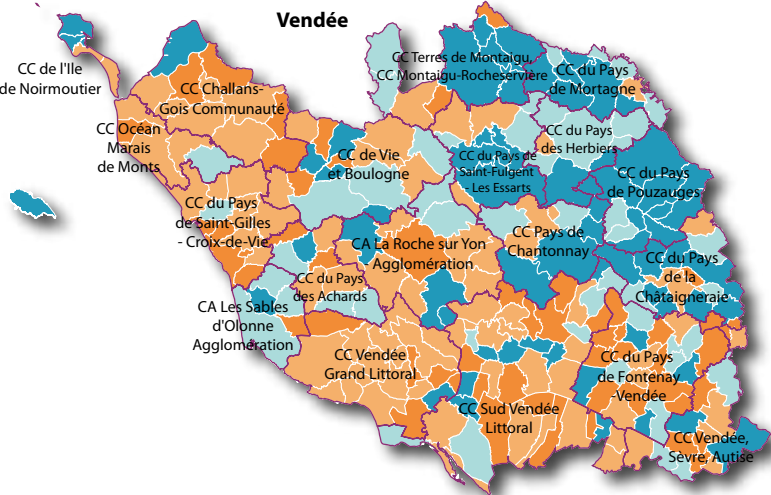 Vendée
CC de l'Ile
de Noirmoutier
CC Challans-
Gois Communauté
CC Terres de Montaigu,
CC Montaigu-Rocheservière
CC du Pays
de Mortagne
CC Océan
Marais
de Monts
CC de Vie
et Boulogne
CC du Pays de
Saint-Fulgent
- Les Essarts
CC du Pays
des Herbiers
CC du Pays
de Pouzauges
CC du Pays
de Saint-Gilles
- Croix-de-Vie
CA La Roche sur Yon
- Agglomération
CC Pays de
Chantonnay
CC du Pays
de la
Châtaigneraie
CC du Pays
des Achards
CA Les Sables
d'Olonne
Agglomération
CC Vendée
Grand Littoral
CC du Pays
de Fontenay
-Vendée
CC Sud Vendée
Littoral
CC Vendée,
Sèvre, Autise